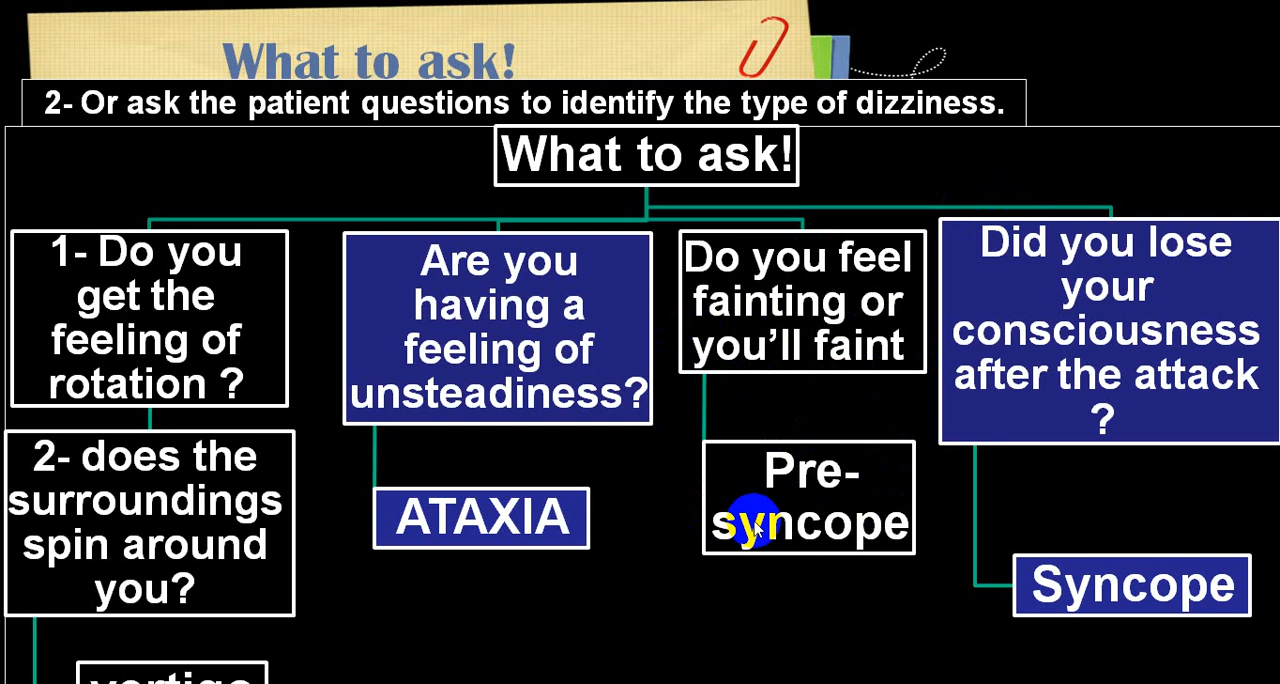 What to ask!
2- Or ask the patient questions to identify the type of dizziness.
What to ask!
1- Do you
get the
feeling of
rotation ?
2- does the
surroundings
spin around
you?
vertigo
Are you
having a
feeling of
unsteadiness?
ATAXIA
Do you feel
fainting or
you’ll faint
Pre-
syncope
Did you lose
your
consciousness
after the attack
?
Syncope